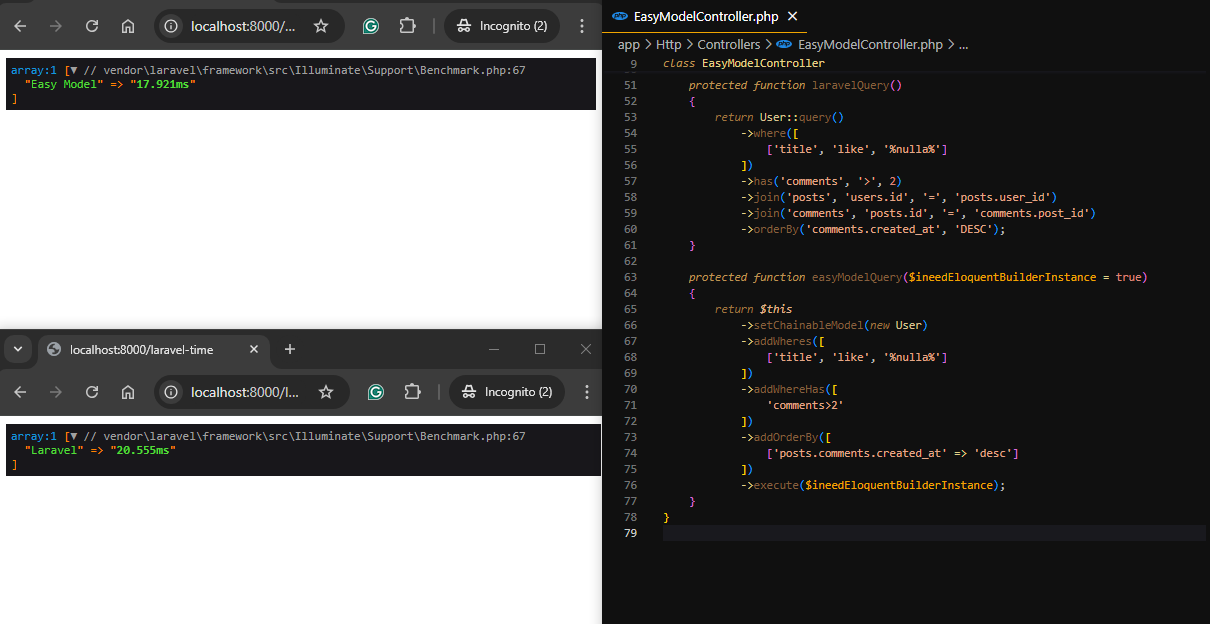 localhost:8000/...
Incognito (2)
array:1 [▼ // vendor\laravel\framework\src\Illuminate\Support\Benchmark.php:67
"Easy Model" => "17.921ms"
]
localhost:8000/laravel-time
localhost:8000/l...
Incognito (2)
array:1 [▼ // vendor\laravel\framework\src\Illuminate\Support\Benchmark.php:67
"Laravel" => "20.555ms"
]
php EasyModelController.php
app > Http > Controllers > php EasyModelController.php > ...
9 class EasyModelController
51 protected function laravelQuery()
52 {
53 return User::query()
54 ->where([
55 ['title', 'like', '%nulla%']
56 ])
57 ->has('comments', '>', 2)
58 ->join('posts', 'users.id', '=', 'posts.user_id')
59 ->join('comments', 'posts.id', '=', 'comments.post_id')
60 ->orderBy('comments.created_at', 'DESC');
61 }
62
63 protected function easyModelQuery($ineedEloquentBuilderInstance = true)
64 {
65 return $this
66 ->setChainableModel(new User)
67 ->addWheres([
68 ['title', 'like', '%nulla%']
69 ])
70 ->addWhereHas([
71 'comments>2'
72 ])
73 ->addOrderBy([
74 ['posts.comments.created_at' => 'desc']
75 ])
76 ->execute($ineedEloquentBuilderInstance);
77 }
78 }
79